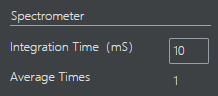 Spectrometer
Integration Time（mS） 10
Average Times 1